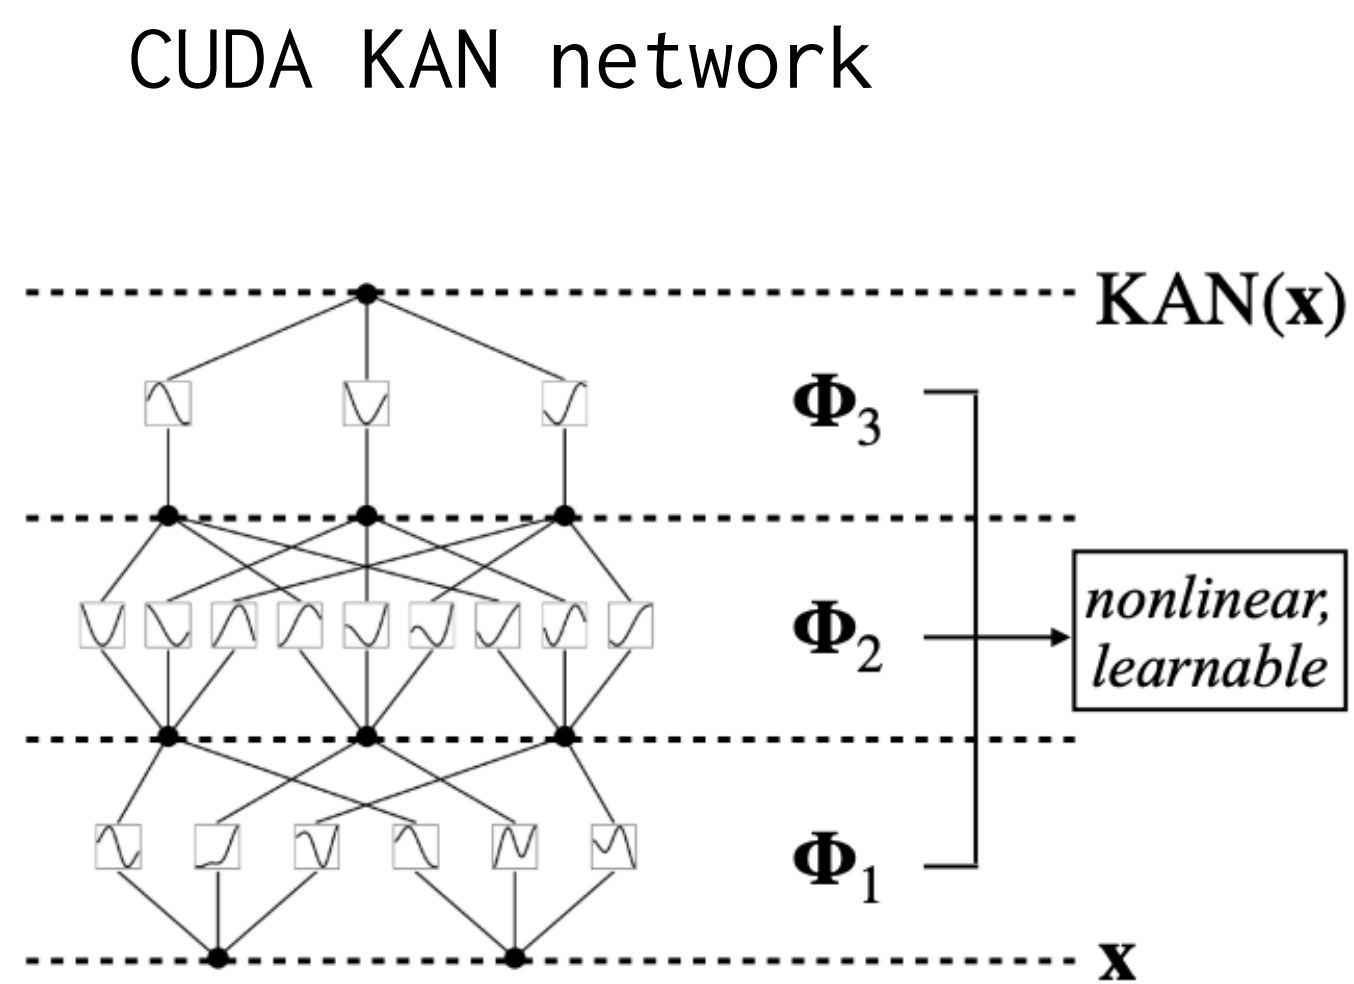 CUDA KAN network
KAN(x)
Φ3
Φ2
nonlinear,
learnable
Φ1
x